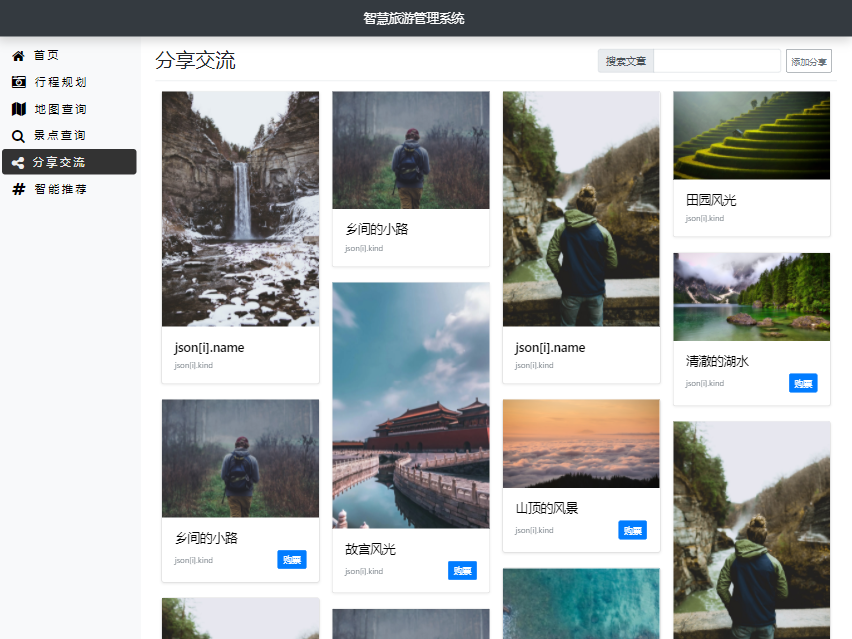 智慧旅游管理系统
首页
行程规划
地图查询
景点查询
分享交流
智能推荐
分享交流
搜索文章
添加分享
json[i].name
json[i].kind
乡间的小路
json[i].kind
购票
乡间的小路
json[i].kind
故宫风光
json[i].kind
购票
json[i].name
json[i].kind
山顶的风景
json[i].kind
购票
田园风光
json[i].kind
清澈的湖水
json[i].kind
购票